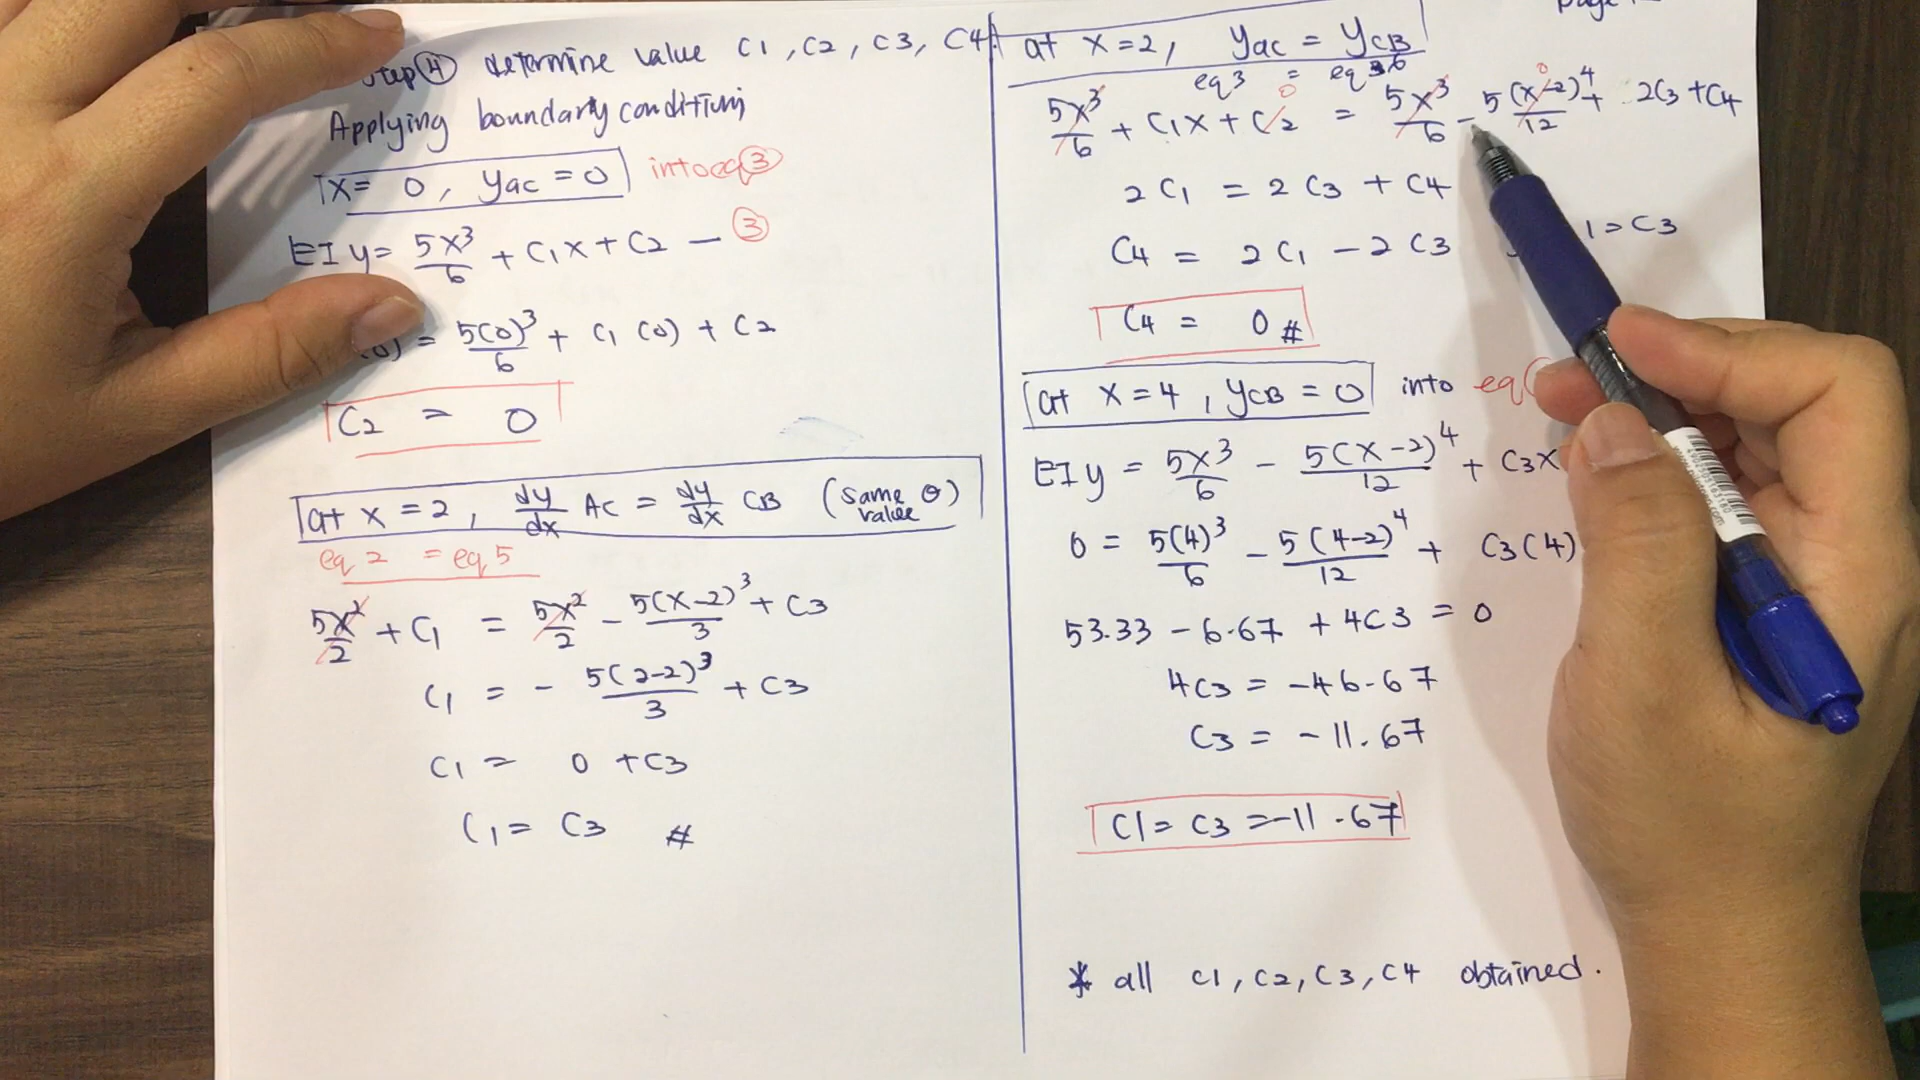 Step ④ determine value C1, C2, C3, C4.
Applying boundary condition
x = 0, yac = 0 into eq ③
EI y = 5x³/6 + C1x + C2 — ③
(0) = 5(0)³/6 + C1 (0) + C2
C2 = 0
at x = 2, dy/dx AC = dy/dx CB (same θ value)
eq 2 = eq 5
5x²/2 + C1 = 5x²/2 - 5(x-2)³/3 + C3
C1 = - 5(2-2)³/3 + C3
C1 = 0 + C3
C1 = C3 #
page
at x = 2, yac = yCB
eq 3 = eq 6
0 0
5x³/6 + C1x + C2 = 5x³/6 - 5(x-2)⁴/12 + 2C3 + C4
2C1 = 2C3 + C4
C4 = 2C1 - 2C3 1 = C3
C4 = 0 #
at x = 4, yCB = 0 into eq
EI y = 5x³/6 - 5(x-2)⁴/12 + C3x
0 = 5(4)³/6 - 5(4-2)⁴/12 + C3(4)
53.33 - 6.67 + 4C3 = 0
4C3 = -46.67
C3 = -11.67
C1 = C3 = -11.67
* all C1, C2, C3, C4 obtained.